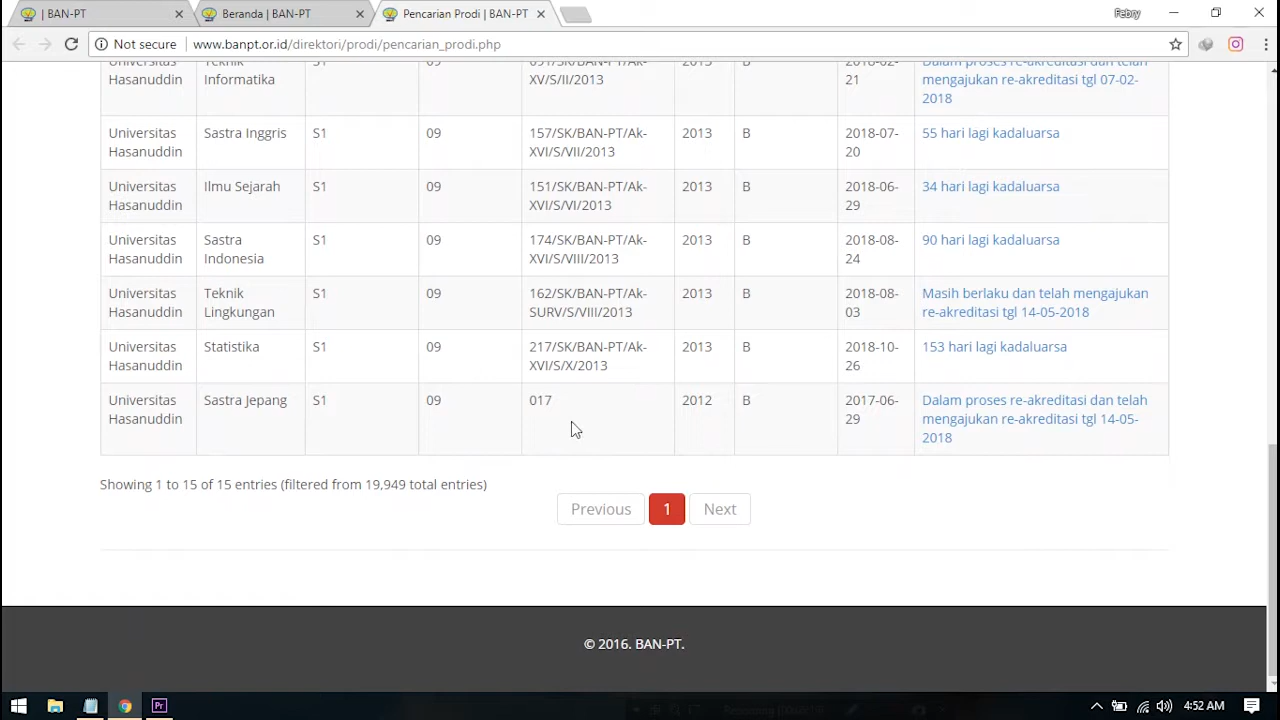 | BAN-PT
Beranda | BAN-PT
Pencarian Prodi | BAN-PT
Febry
Not secure
www.banpt.or.id/direktori/prodi/pencarian_prodi.php
Universitas Hasanuddin
Teknik Informatika
S1
09
091/SK/BAN-PT/Ak-
XV/S/II/2013
2013
B
2018-02-
21
Dalam proses re-akreditasi dan telah
mengajukan re-akreditasi tgl 07-02-
2018
Universitas
Hasanuddin
Sastra Inggris
S1
09
157/SK/BAN-PT/Ak-
XVI/S/VII/2013
2013
B
2018-07-
20
55 hari lagi kadaluarsa
Universitas
Hasanuddin
Ilmu Sejarah
S1
09
151/SK/BAN-PT/Ak-
XVI/S/VI/2013
2013
B
2018-06-
29
34 hari lagi kadaluarsa
Universitas
Hasanuddin
Sastra
Indonesia
S1
09
174/SK/BAN-PT/Ak-
XVI/S/VIII/2013
2013
B
2018-08-
24
90 hari lagi kadaluarsa
Universitas
Hasanuddin
Teknik
Lingkungan
S1
09
162/SK/BAN-PT/Ak-
SURV/S/VIII/2013
2013
B
2018-08-
03
Masih berlaku dan telah mengajukan
re-akreditasi tgl 14-05-2018
Universitas
Hasanuddin
Statistika
S1
09
217/SK/BAN-PT/Ak-
XVI/S/X/2013
2013
B
2018-10-
26
153 hari lagi kadaluarsa
Universitas
Hasanuddin
Sastra Jepang
S1
09
017
2012
B
2017-06-
29
Dalam proses re-akreditasi dan telah
mengajukan re-akreditasi tgl 14-05-
2018
Showing 1 to 15 of 15 entries (filtered from 19,949 total entries)
Previous
1
Next
© 2016. BAN-PT.
Pr
4:52 AM